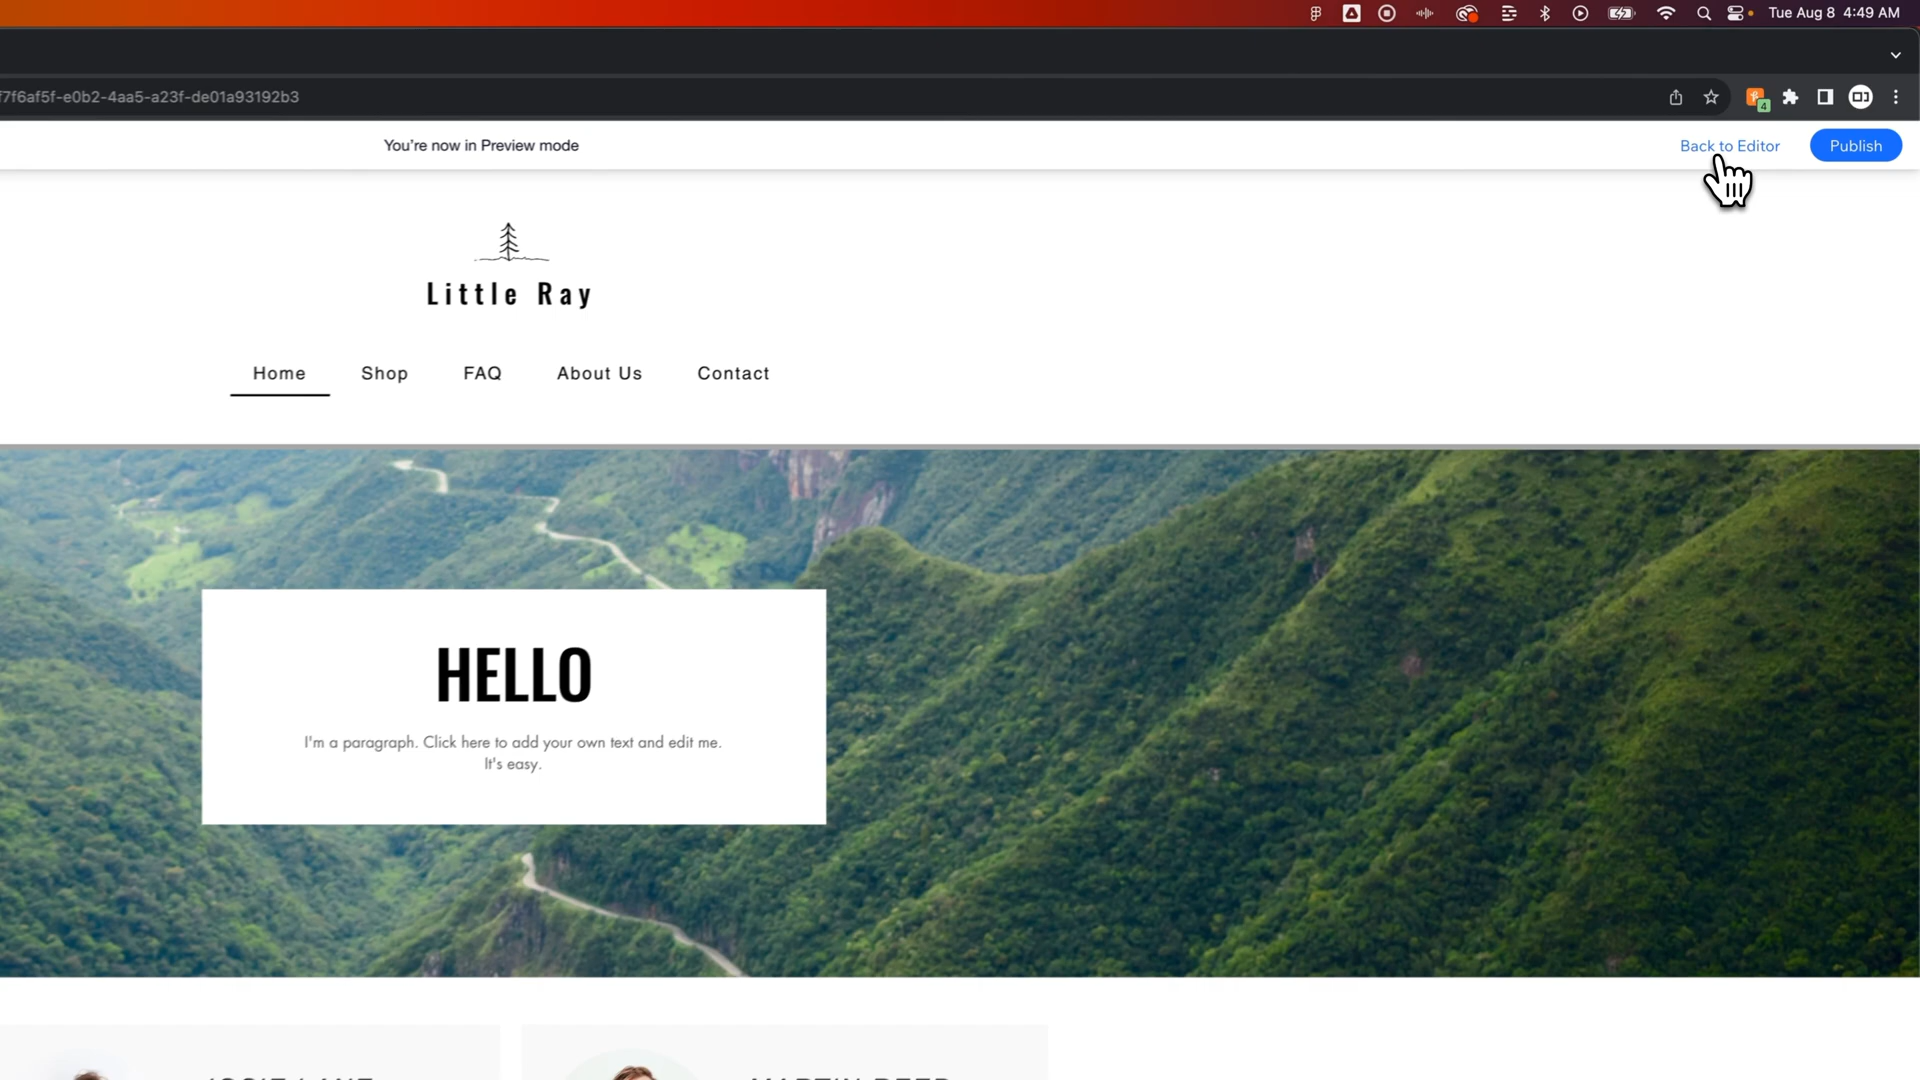 Tue Aug 8 4:49 AM
f7f6af5f-e0b2-4aa5-a23f-de01a93192b3
4
You're now in Preview mode
Back to Editor
Publish
Little Ray
Home
Shop
FAQ
About Us
Contact
HELLO
I'm a paragraph. Click here to add your own text and edit me.
It's easy.